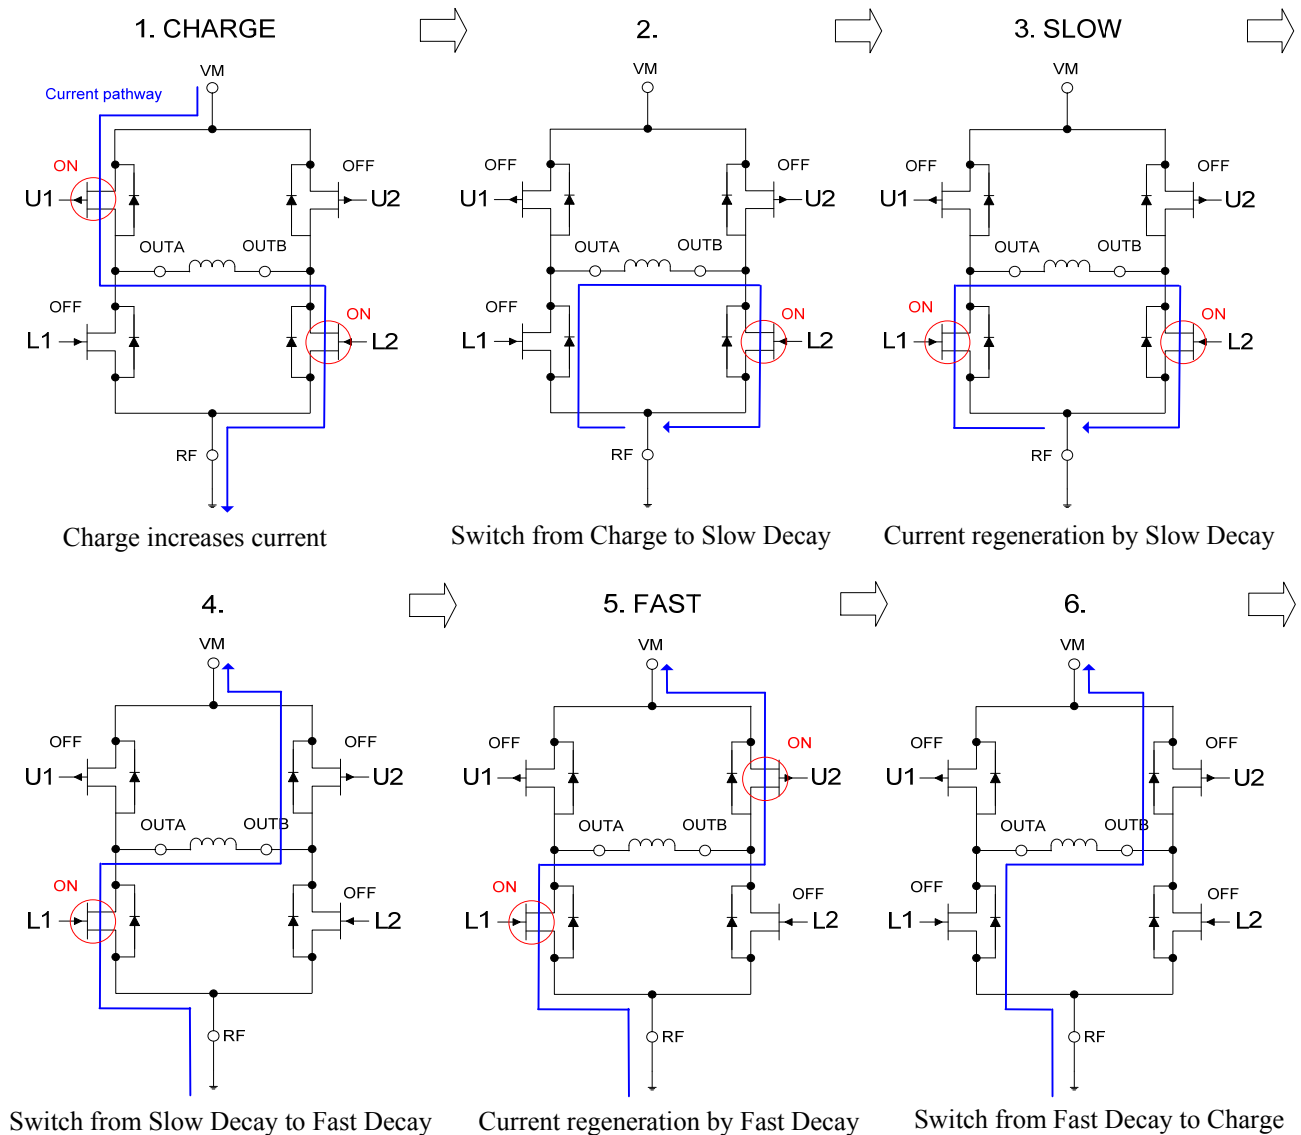 1. CHARGE
2.
3. SLOW
VM
VM
VM
Current pathway
ON
OFF
OFF
OFF
OFF
OFF
U1
U2
U1
U2
U1
U2
OUTA
OUTB
OUTA
OUTB
OUTA
OUTB
OFF
ON
OFF
ON
ON
ON
L1
L2
L1
L2
L1
L2
RF
RF
RF
Charge increases current
Switch from Charge to Slow Decay
Current regeneration by Slow Decay
4.
5. FAST
6.
VM
VM
VM
OFF
OFF
OFF
ON
OFF
OFF
U1
U2
U1
U2
U1
U2
OUTA
OUTB
OUTA
OUTB
OUTA
OUTB
ON
OFF
ON
OFF
OFF
OFF
L1
L2
L1
L2
L1
L2
RF
RF
RF
Switch from Slow Decay to Fast Decay
Current regeneration by Fast Decay
Switch from Fast Decay to Charge